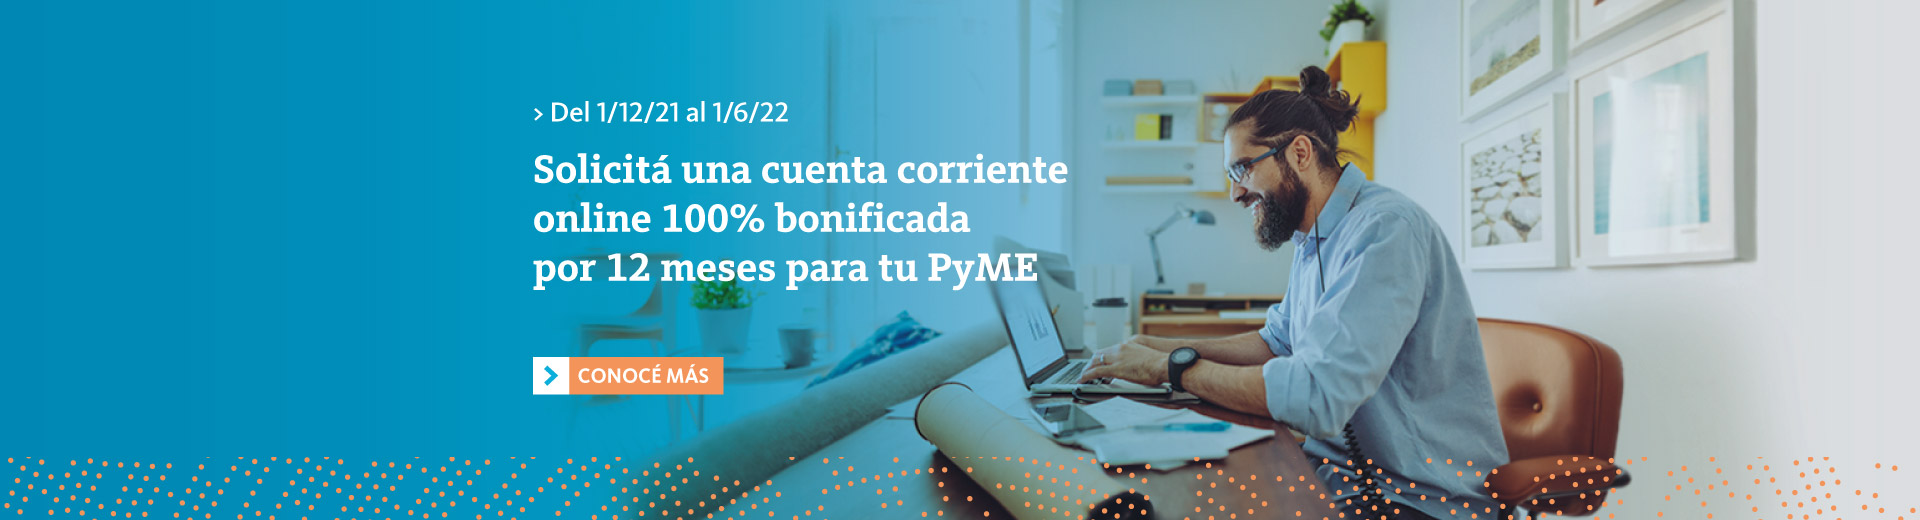 > Del 1/12/21 al 1/6/22
Solicitá una cuenta corriente
online 100% bonificada
por 12 meses para tu PyME
> CONOCÉ MÁS